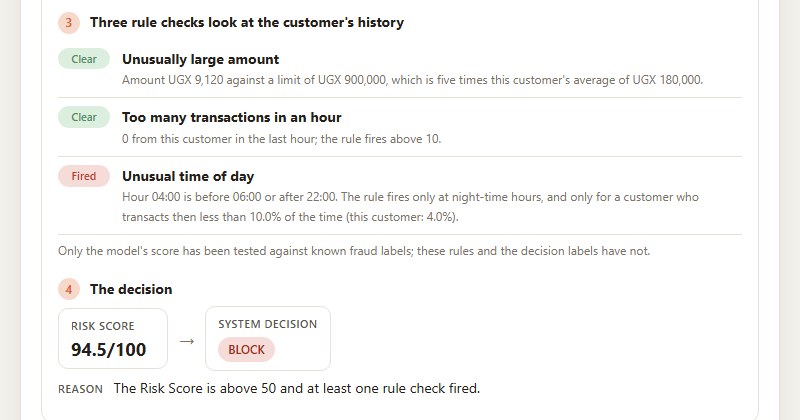 3 Three rule checks look at the customer's history
Clear Unusually large amount
Amount UGX 9,120 against a limit of UGX 900,000, which is five times this customer's average of UGX 180,000.
Clear Too many transactions in an hour
0 from this customer in the last hour; the rule fires above 10.
Fired Unusual time of day
Hour 04:00 is before 06:00 or after 22:00. The rule fires only at night-time hours, and only for a customer who
transacts then less than 10.0% of the time (this customer: 4.0%).
Only the model's score has been tested against known fraud labels; these rules and the decision labels have not.
4 The decision
RISK SCORE
94.5/100
→
SYSTEM DECISION
BLOCK
REASON The Risk Score is above 50 and at least one rule check fired.